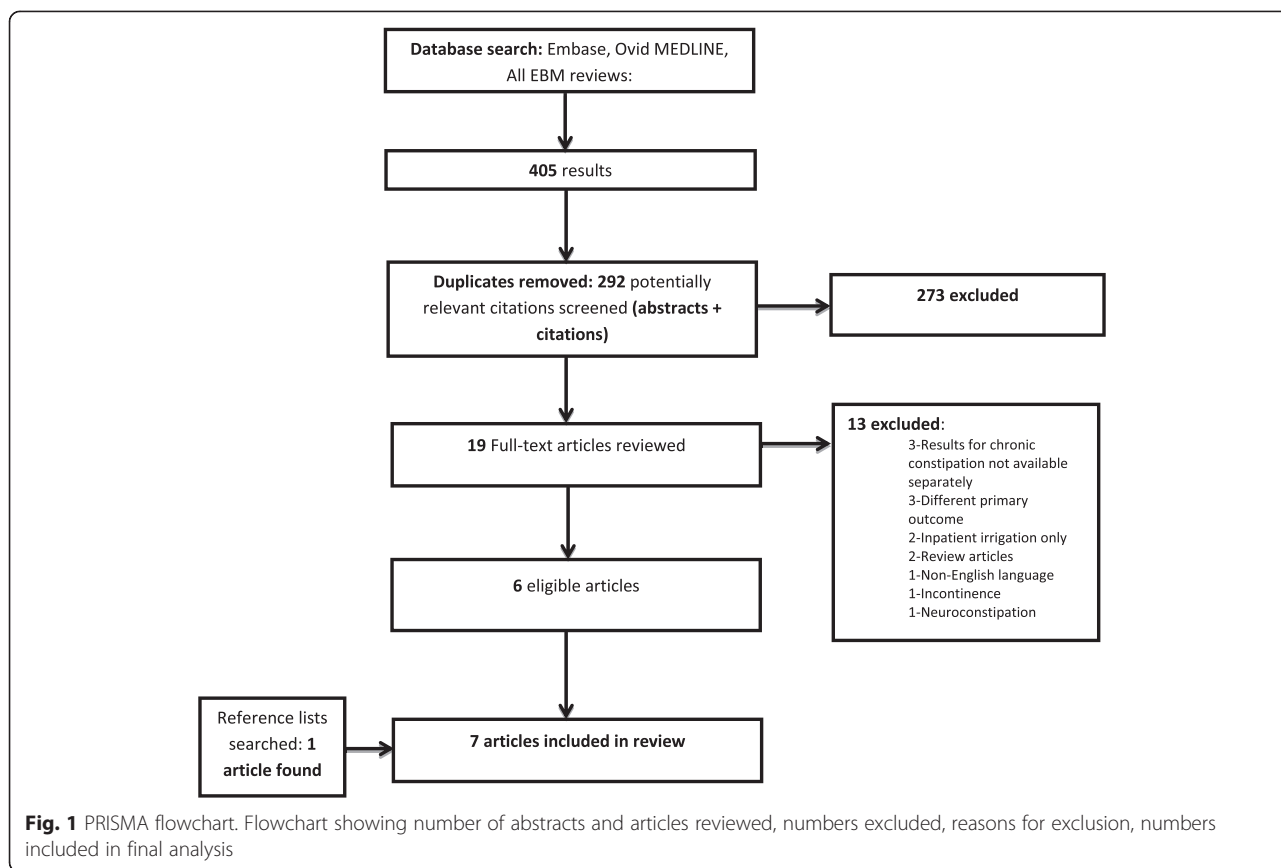 Database search: Embase, Ovid MEDLINE,
All EBM reviews:
405 results
Duplicates removed: 292 potentially
relevant citations screened (abstracts +
citations)
273 excluded
19 Full-text articles reviewed
13 excluded:
3-Results for chronic
constipation not available
separately
3-Different primary
outcome
2-Inpatient irrigation only
2-Review articles
1-Non-English language
1-Incontinence
1-Neuroconstipation
6 eligible articles
Reference lists
searched: 1
article found
7 articles included in review
Fig. 1 PRISMA flowchart. Flowchart showing number of abstracts and articles reviewed, numbers excluded, reasons for exclusion, numbers
included in final analysis